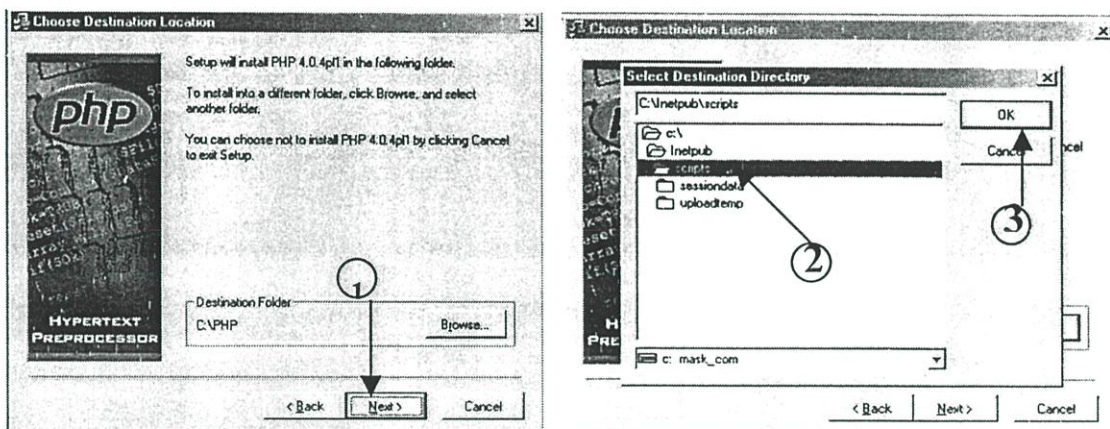 Choose Destination Location
Setup will install PHP 4.0.4pl1 in the following folder.
To install into a different folder, click Browse, and select
another folder.
You can choose not to install PHP 4.0.4pl1 by clicking Cancel
to exit Setup.
php
HYPERTEXT
PREPROCESSOR
1
Destination Folder
C:\PHP
Browse...
< Back
Next >
Cancel
Choose Destination Location
Select Destination Directory
C:\Inetpub\scripts
OK
Cancel
c:\
Inetpub
scripts
sessiondata
uploadtemp
2
3
c: mask_com
< Back
Next >
Cancel